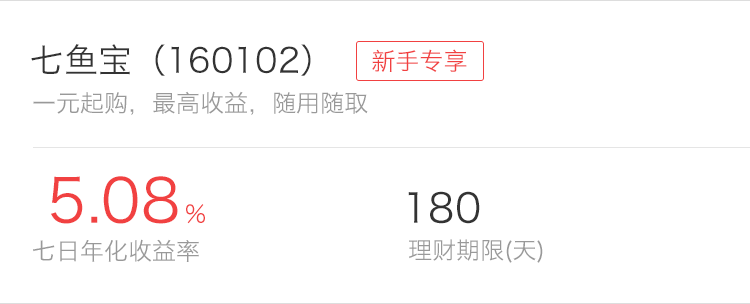 七鱼宝（160102） 新手专享
一元起购，最高收益，随用随取
5.08% 180
七日年化收益率 理财期限(天)